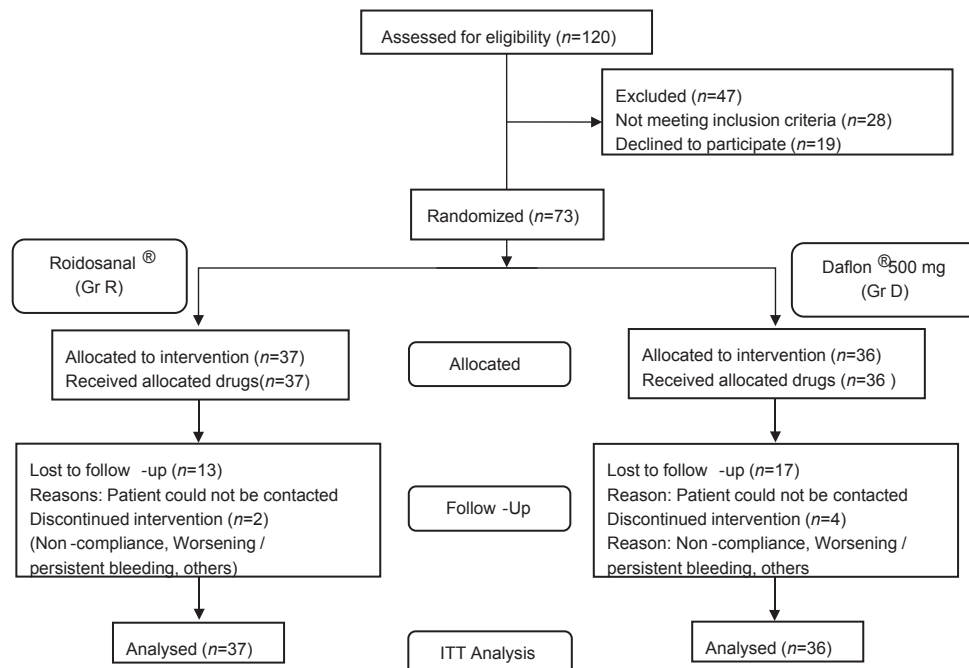 Assessed for eligibility (n=120)
Excluded (n=47)
Not meeting inclusion criteria (n=28)
Declined to participate (n=19)
Randomized (n=73)
Roidosanal ®
(Gr R)
Daflon ®500 mg
(Gr D)
Allocated to intervention (n=37)
Received allocated drugs(n=37)
Allocated
Allocated to intervention (n=36)
Received allocated drugs (n=36 )
Lost to follow -up (n=13)
Reasons: Patient could not be contacted
Discontinued intervention (n=2)
(Non -compliance, Worsening /
persistent bleeding, others)
Follow -Up
Lost to follow -up (n=17)
Reason: Patient could not be contacted
Discontinued intervention (n=4)
Reason: Non -compliance, Worsening /
persistent bleeding, others
Analysed (n=37)
ITT Analysis
Analysed (n=36)